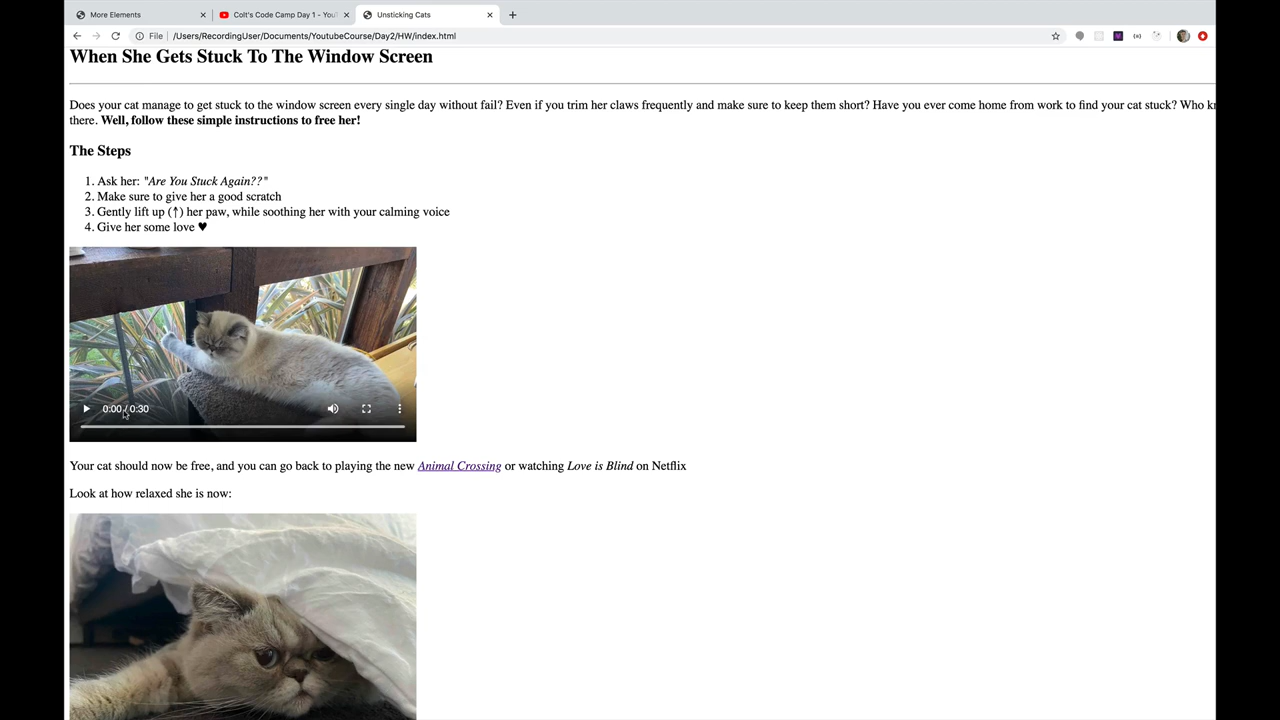 More Elements
Colt's Code Camp Day 1 - You
Unsticking Cats
File /Users/RecordingUser/Documents/YoutubeCourse/Day2/HW/index.html
When She Gets Stuck To The Window Screen
Does your cat manage to get stuck to the window screen every single day without fail? Even if you trim her claws frequently and make sure to keep them short? Have you ever come home from work to find your cat stuck? Who
there. Well, follow these simple instructions to free her!
The Steps
1. Ask her: "Are You Stuck Again??"
2. Make sure to give her a good scratch
3. Gently lift up (↑) her paw, while soothing her with your calming voice
4. Give her some love ♥
0:00 / 0:30
Your cat should now be free, and you can go back to playing the new Animal Crossing or watching Love is Blind on Netflix
Look at how relaxed she is now: